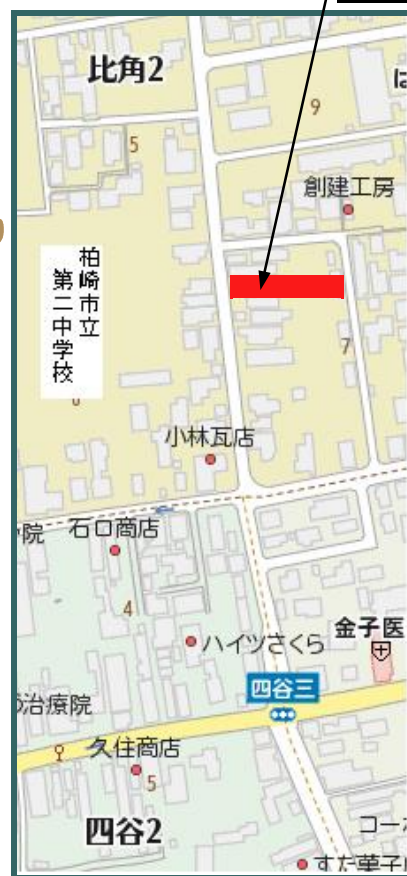 比角2
は
9
5
創建工房
柏崎市立
第二中学校
7
小林瓦店
院
石口商店
4
ハイツさくら
金子医
治療院
四谷三
久住商店
5
四谷2
コー
すた菓子